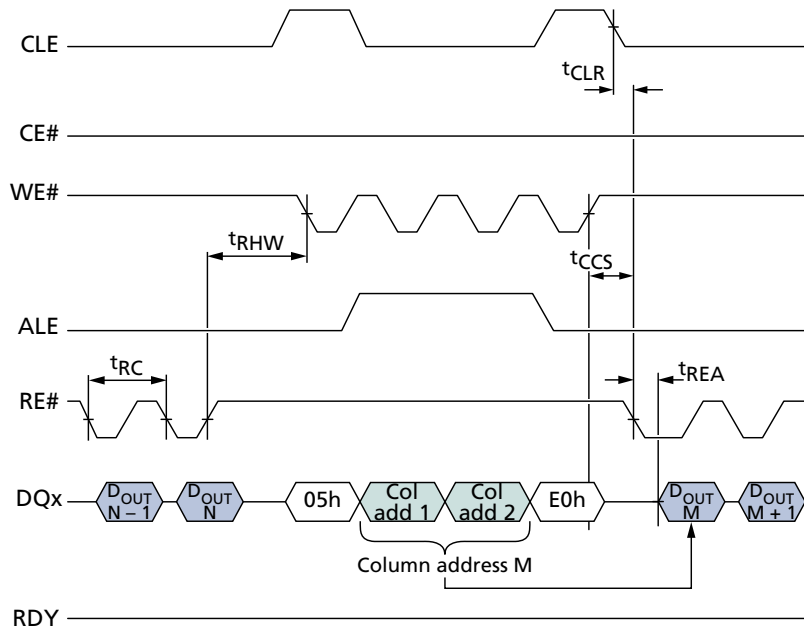 CLE
tCLR
CE#
WE#
tRHW
tCCS
ALE
tRC
tREA
RE#
DQx
DOUT
N – 1
DOUT
N
05h
Col
add 1
Col
add 2
E0h
DOUT
M
DOUT
M + 1
Column address M
RDY